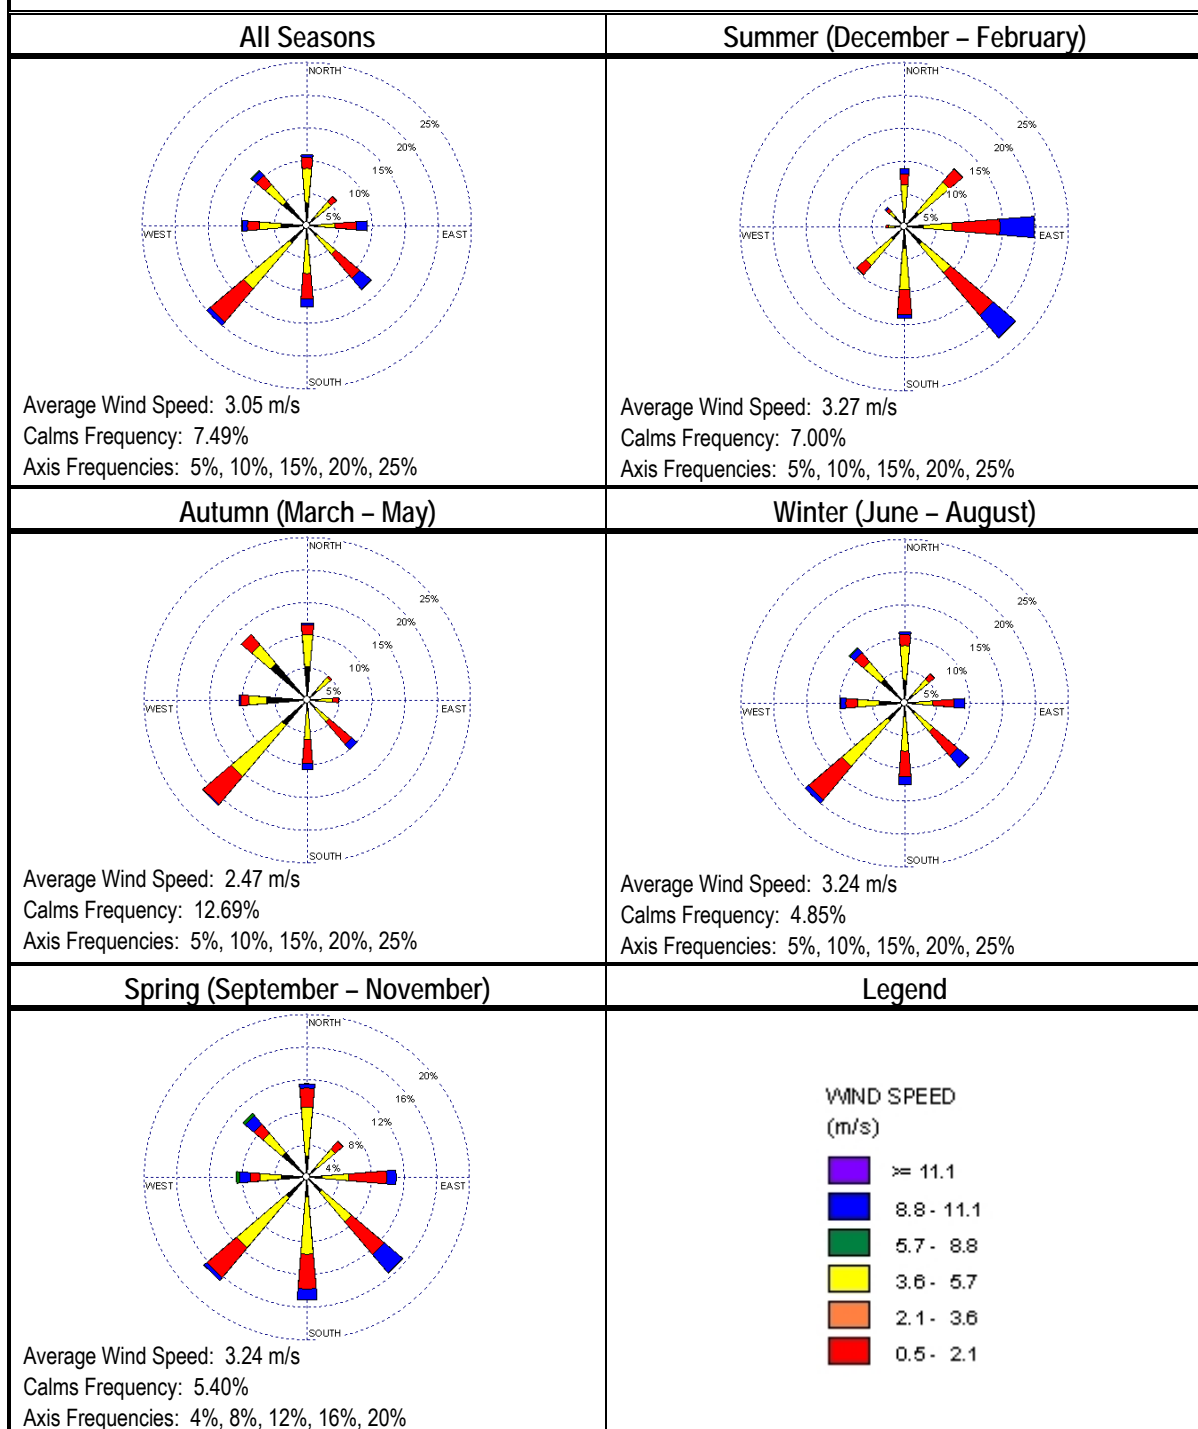 All Seasons
Summer (December – February)
NORTH
25%
20%
15%
10%
5%
WEST
EAST
SOUTH
Average Wind Speed: 3.05 m/s
Calms Frequency: 7.49%
Axis Frequencies: 5%, 10%, 15%, 20%, 25%
NORTH
25%
20%
15%
10%
5%
WEST
EAST
SOUTH
Average Wind Speed: 3.27 m/s
Calms Frequency: 7.00%
Axis Frequencies: 5%, 10%, 15%, 20%, 25%
Autumn (March – May)
Winter (June – August)
NORTH
25%
20%
15%
10%
5%
WEST
EAST
SOUTH
Average Wind Speed: 2.47 m/s
Calms Frequency: 12.69%
Axis Frequencies: 5%, 10%, 15%, 20%, 25%
NORTH
25%
20%
15%
10%
5%
WEST
EAST
SOUTH
Average Wind Speed: 3.24 m/s
Calms Frequency: 4.85%
Axis Frequencies: 5%, 10%, 15%, 20%, 25%
Spring (September – November)
Legend
NORTH
20%
16%
12%
8%
4%
WEST
EAST
SOUTH
Average Wind Speed: 3.24 m/s
Calms Frequency: 5.40%
Axis Frequencies: 4%, 8%, 12%, 16%, 20%
WIND SPEED
(m/s)
>= 11.1
8.8 - 11.1
5.7 - 8.8
3.6 - 5.7
2.1 - 3.6
0.5 - 2.1